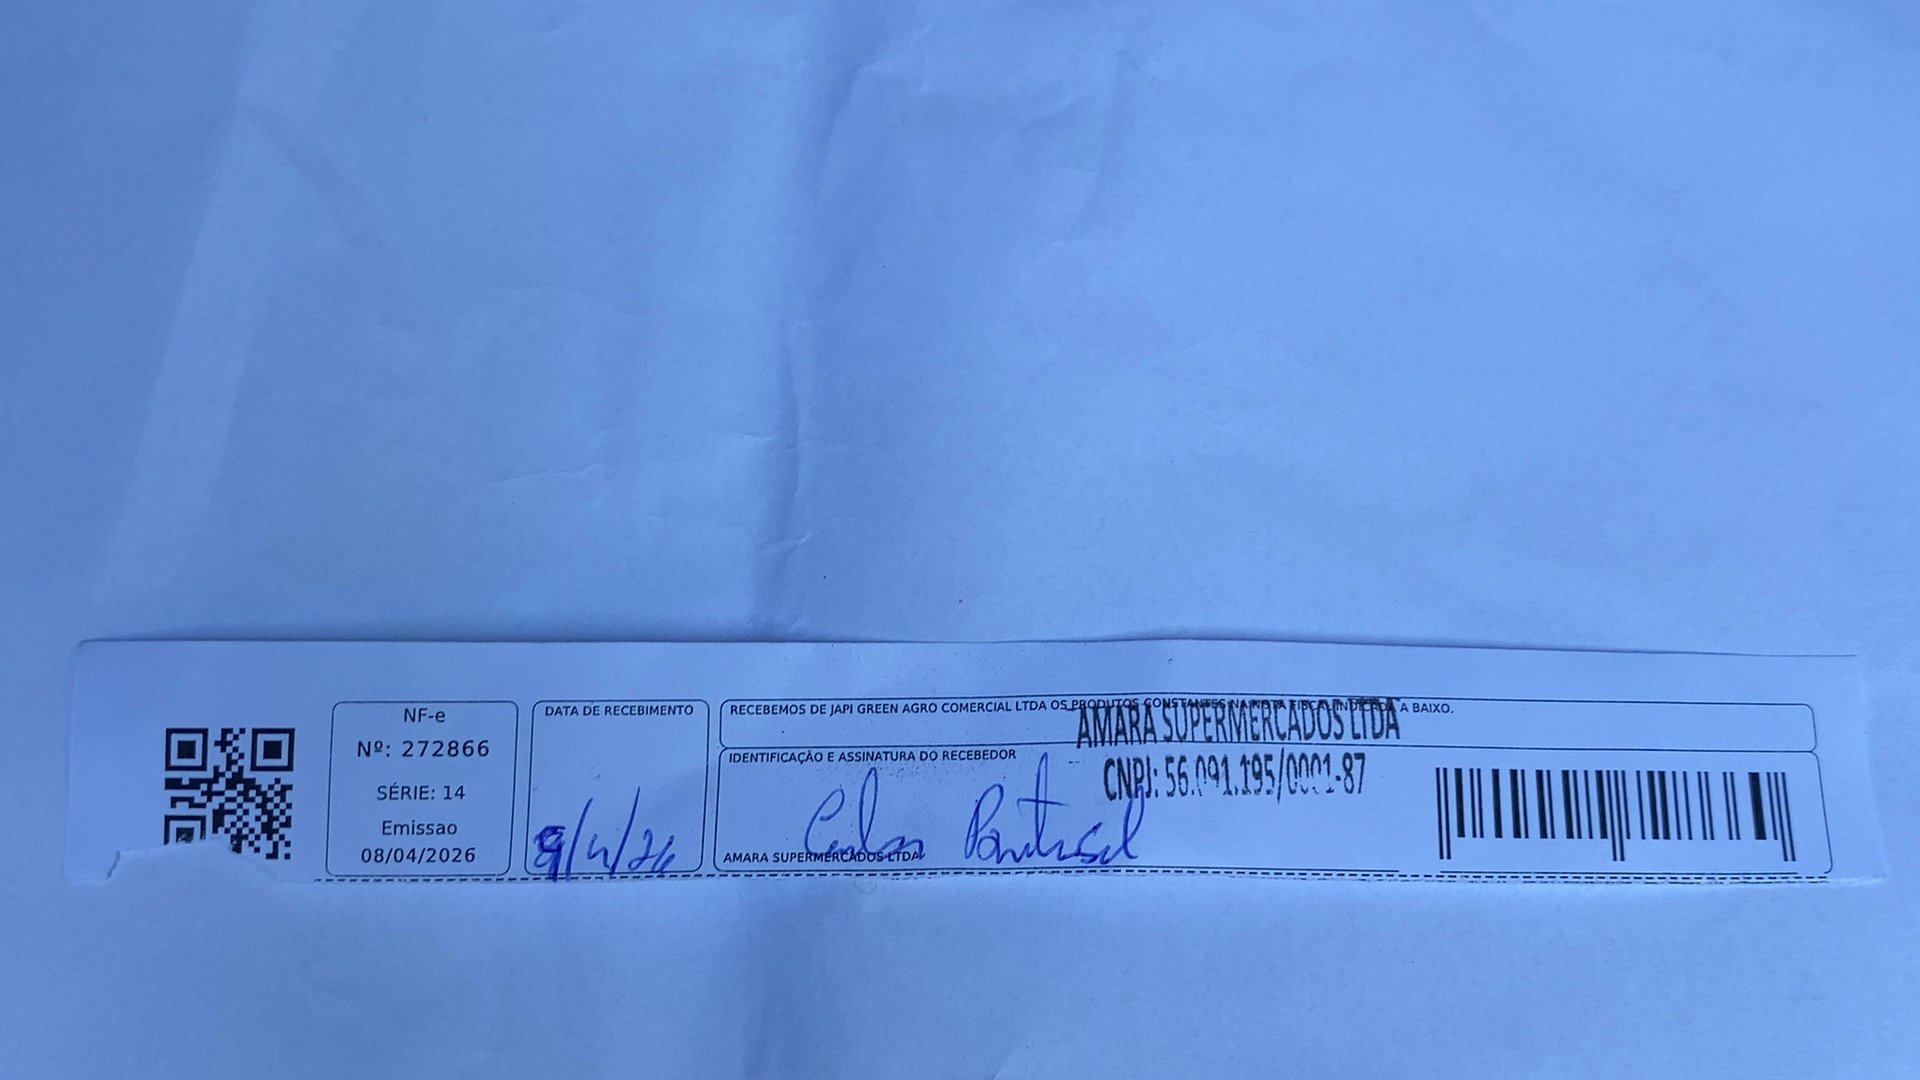 NF-e
Nº: 272866
SÉRIE: 14
Emissao
08/04/2026
DATA DE RECEBIMENTO
9/4/26
RECEBEMOS DE JAPI GREEN AGRO COMERCIAL LTDA OS PRODUTOS CONSTANTES NA NOTA FISCAL INDICADA A BAIXO.
AMARA SUPERMERCADOS LTDA
IDENTIFICAÇÃO E ASSINATURA DO RECEBEDOR
CNPJ: 56.091.195/0001-87
AMARA SUPERMERCADOS LTDA